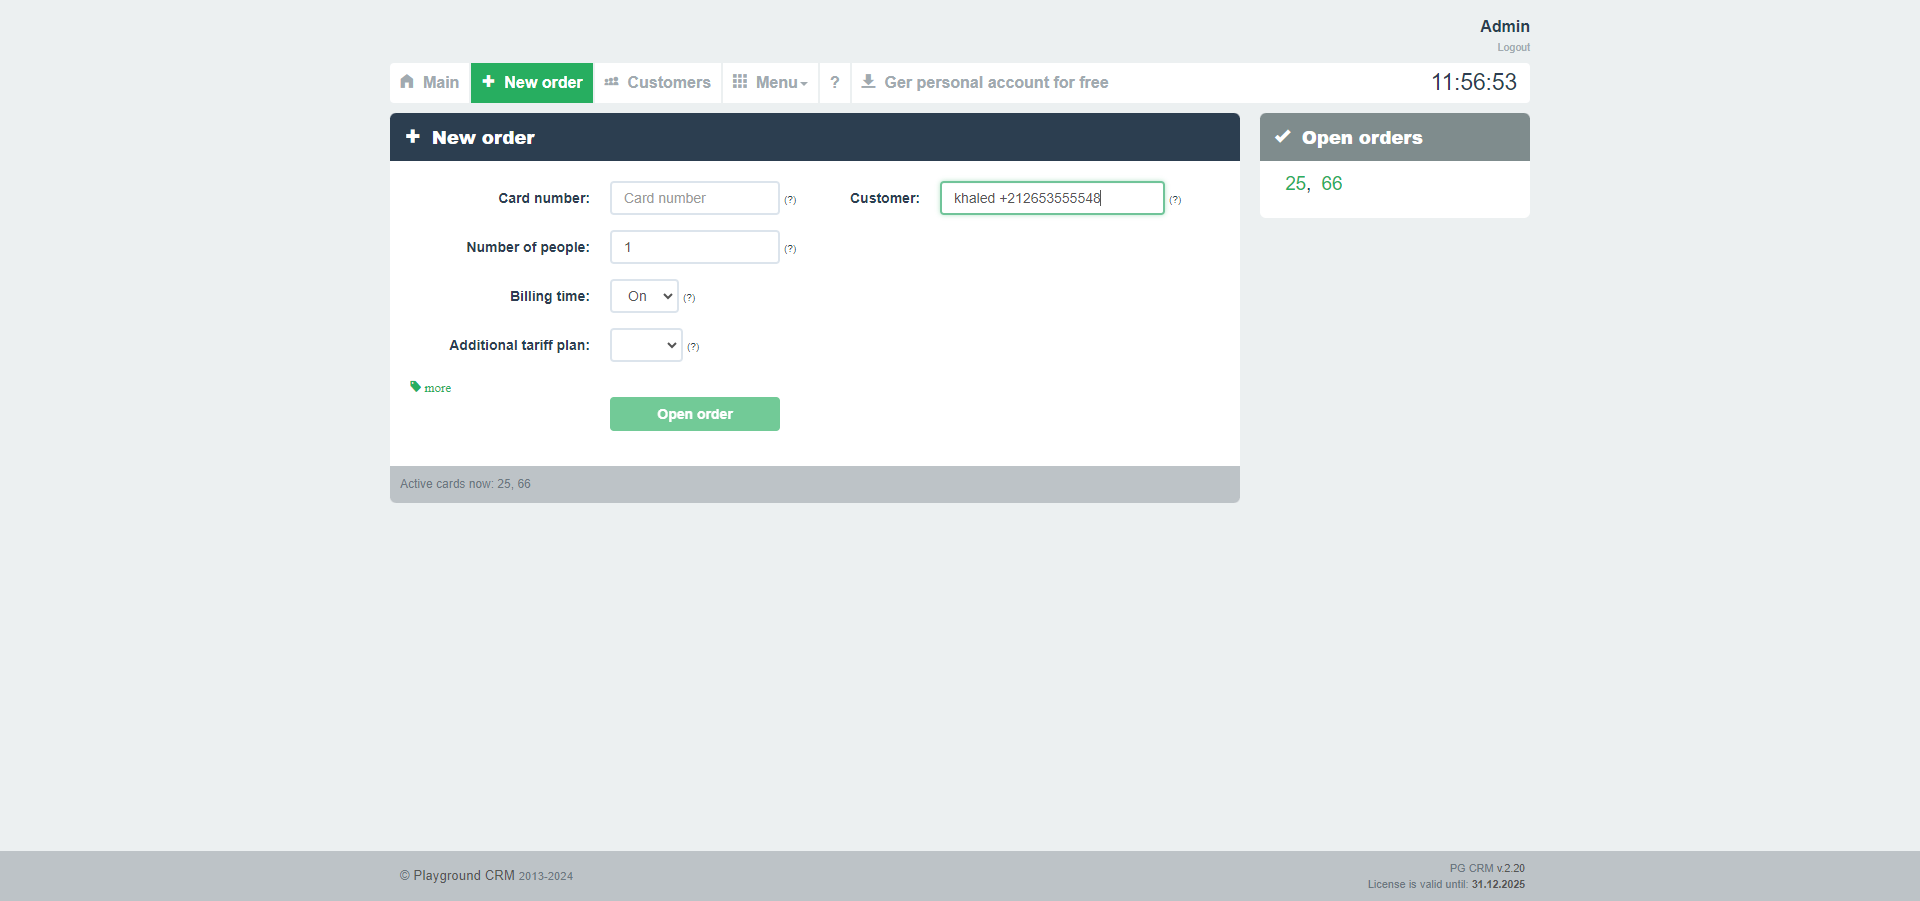 Admin
Logout
Main
New order
Customers
Menu
?
Ger personal account for free
11:56:53
New order
Card number:
Card number
(?)
Customer:
khaled +212653555548
(?)
Number of people:
1
(?)
Billing time:
On
(?)
Additional tariff plan:
(?)
more
Open order
Active cards now: 25, 66
Open orders
25, 66
© Playground CRM 2013-2024
PG CRM v.2.20
License is valid until: 31.12.2025